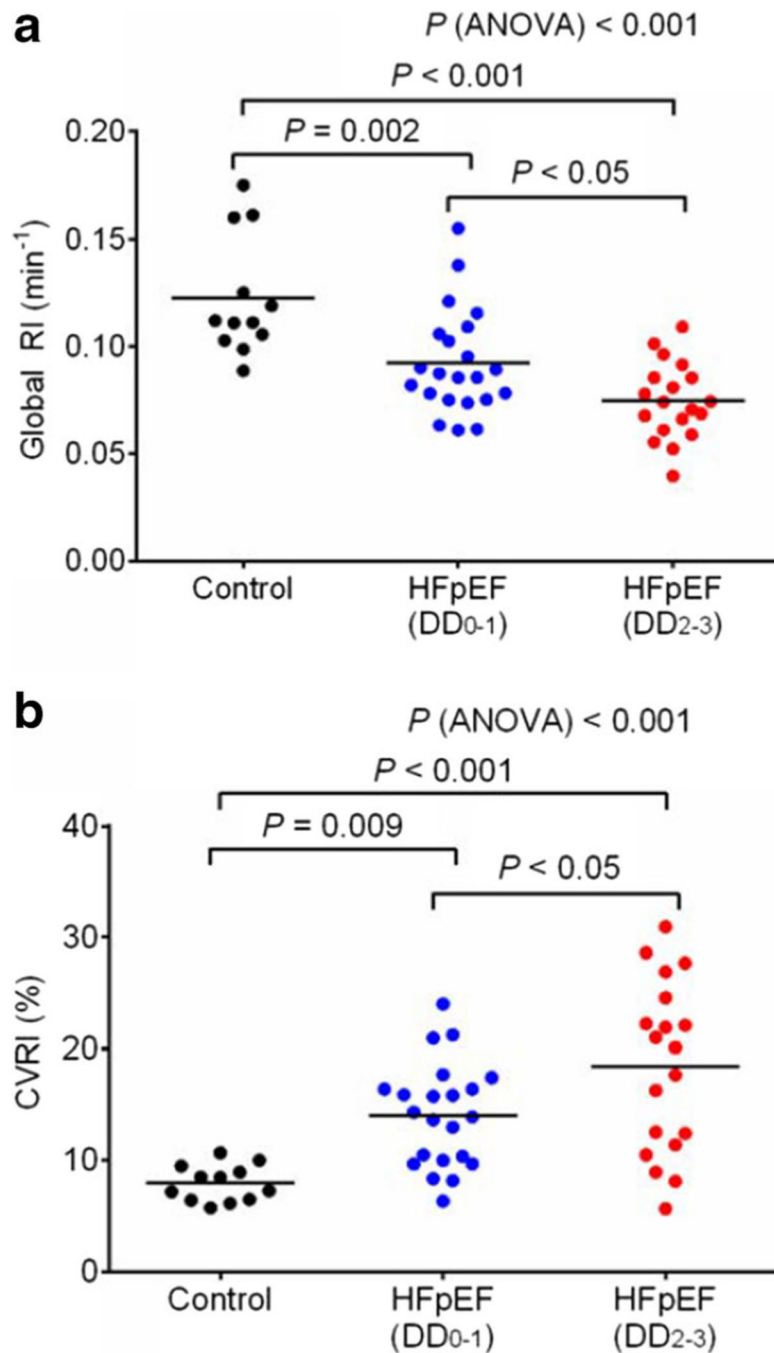 a
P (ANOVA) < 0.001
P < 0.001
P = 0.002
P < 0.05
0.20
0.15
0.10
0.05
0.00
Global RI (min⁻¹)
Control
HFpEF
(DD0-1)
HFpEF
(DD2-3)
b
P (ANOVA) < 0.001
P < 0.001
P = 0.009
P < 0.05
40
30
20
10
0
CVRI (%)
Control
HFpEF
(DD0-1)
HFpEF
(DD2-3)